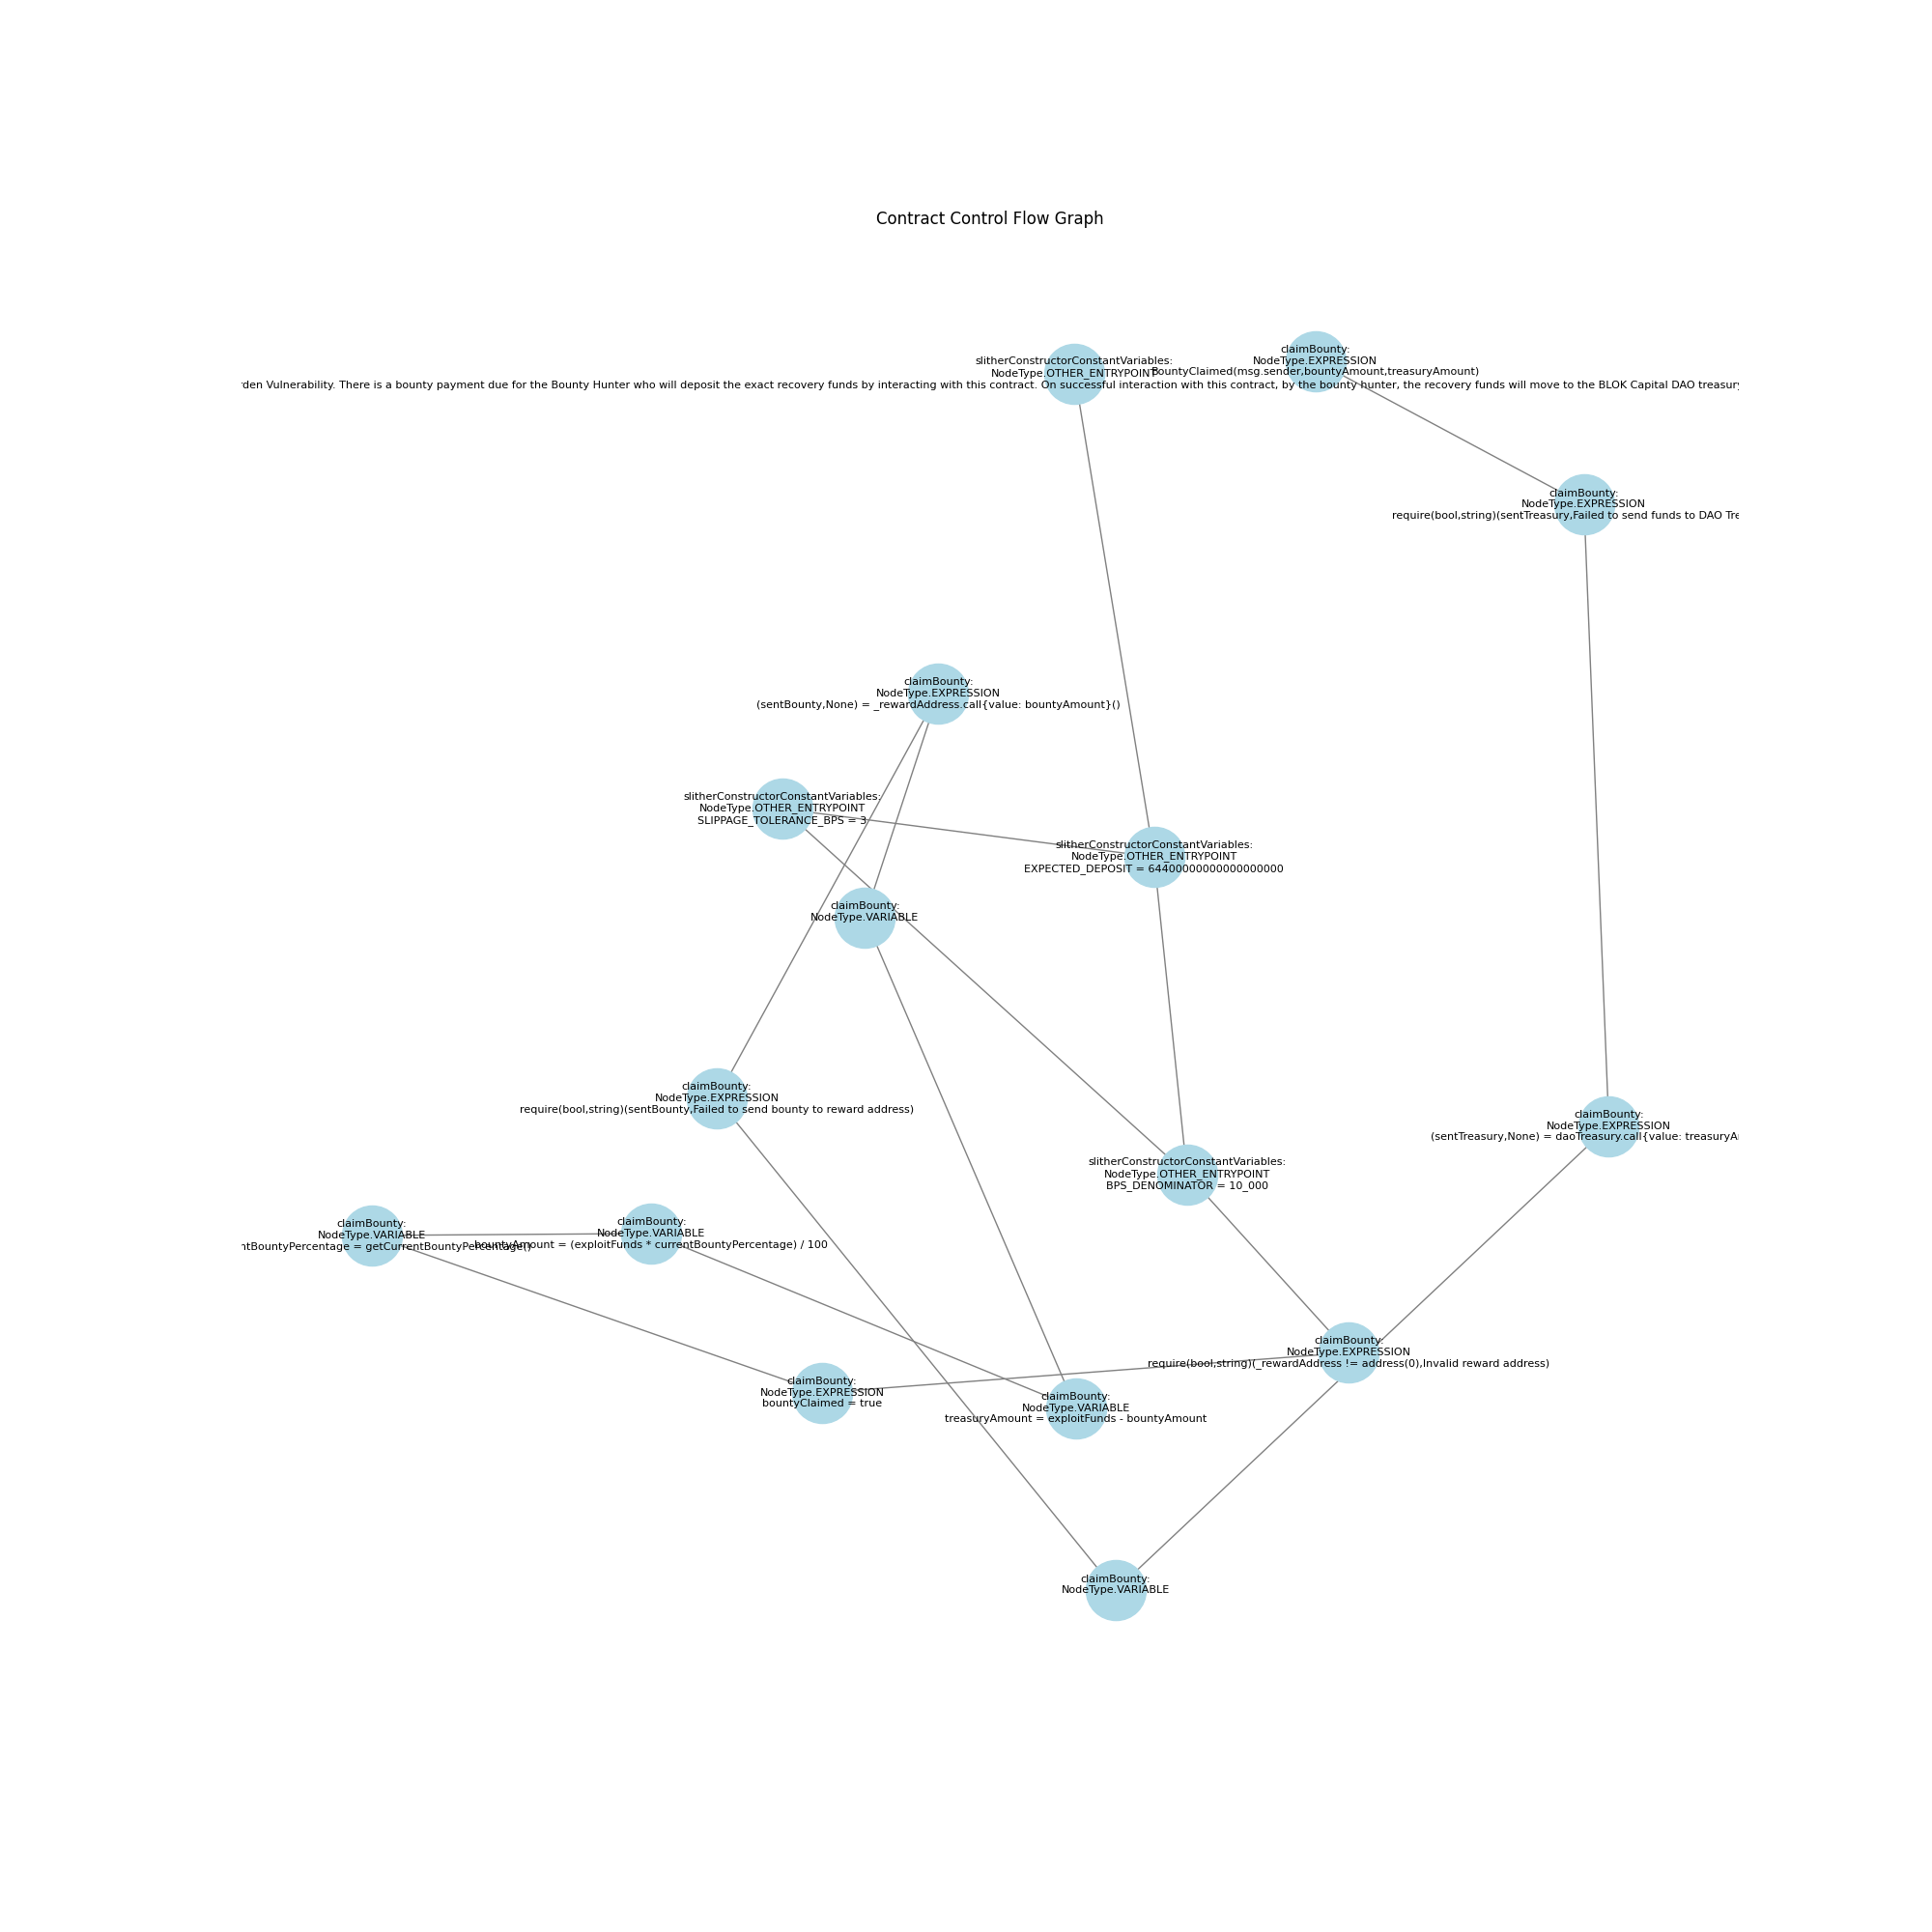 Contract Control Flow Graph
slitherConstructorConstantVariables:
NodeType.OTHER_ENTRYPOINT
Vulnerability. There is a bounty payment due for the Bounty Hunter who will deposit the exact recovery funds by interacting with this contract. On successful interaction with this contract, by the bounty hunter, the recovery funds will move to the BLOK Capital DAO
claimBounty:
NodeType.EXPRESSION
BountyClaimed(msg.sender,bountyAmount,treasuryAmount)
claimBounty:
NodeType.EXPRESSION
require(bool,string)(sentTreasury,Failed to send funds to DAO
claimBounty:
NodeType.EXPRESSION
(sentBounty,None) = _rewardAddress.call{value: bountyAmount}()
slitherConstructorConstantVariables:
NodeType.OTHER_ENTRYPOINT
SLIPPAGE_TOLERANCE_BPS = 3
slitherConstructorConstantVariables:
NodeType.OTHER_ENTRYPOINT
EXPECTED_DEPOSIT = 64400000000000000000
claimBounty:
NodeType.VARIABLE
claimBounty:
NodeType.EXPRESSION
require(bool,string)(sentBounty,Failed to send bounty to reward address)
claimBounty:
NodeType.EXPRESSION
(sentTreasury,None) = daoTreasury.call{value:
slitherConstructorConstantVariables:
NodeType.OTHER_ENTRYPOINT
BPS_DENOMINATOR = 10_000
claimBounty:
NodeType.VARIABLE
ntBountyPercentage = getCurrentBountyPercentage()
claimBounty:
NodeType.VARIABLE
bountyAmount = (exploitFunds * currentBountyPercentage) / 100
claimBounty:
NodeType.EXPRESSION
require(bool,string)(_rewardAddress != address(0),Invalid reward address)
claimBounty:
NodeType.EXPRESSION
bountyClaimed = true
claimBounty:
NodeType.VARIABLE
treasuryAmount = exploitFunds - bountyAmount
claimBounty:
NodeType.VARIABLE